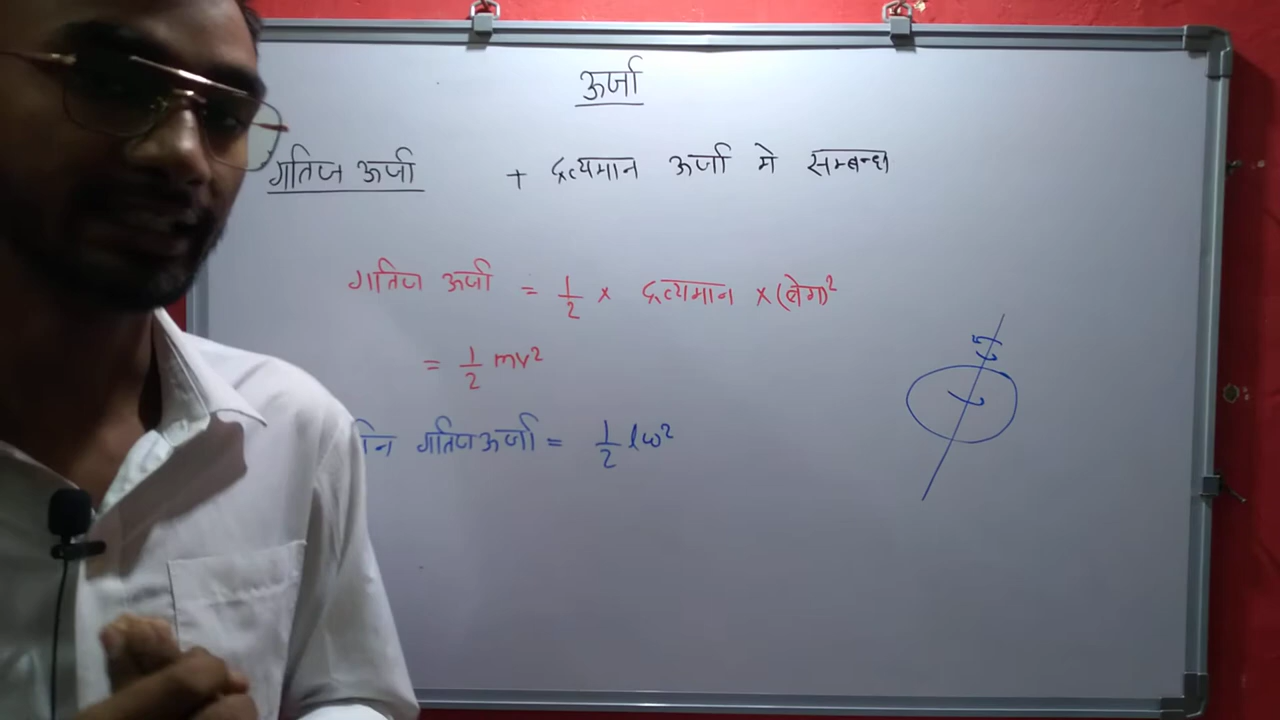 ऊर्जा
गतिज ऊर्जा + द्रव्यमान ऊर्जा मे सम्बन्ध
गतिज ऊर्जा = 1/2 × द्रव्यमान × (वेग)²
= 1/2 mv²
गतिज ऊर्जा = 1/2 Iω²